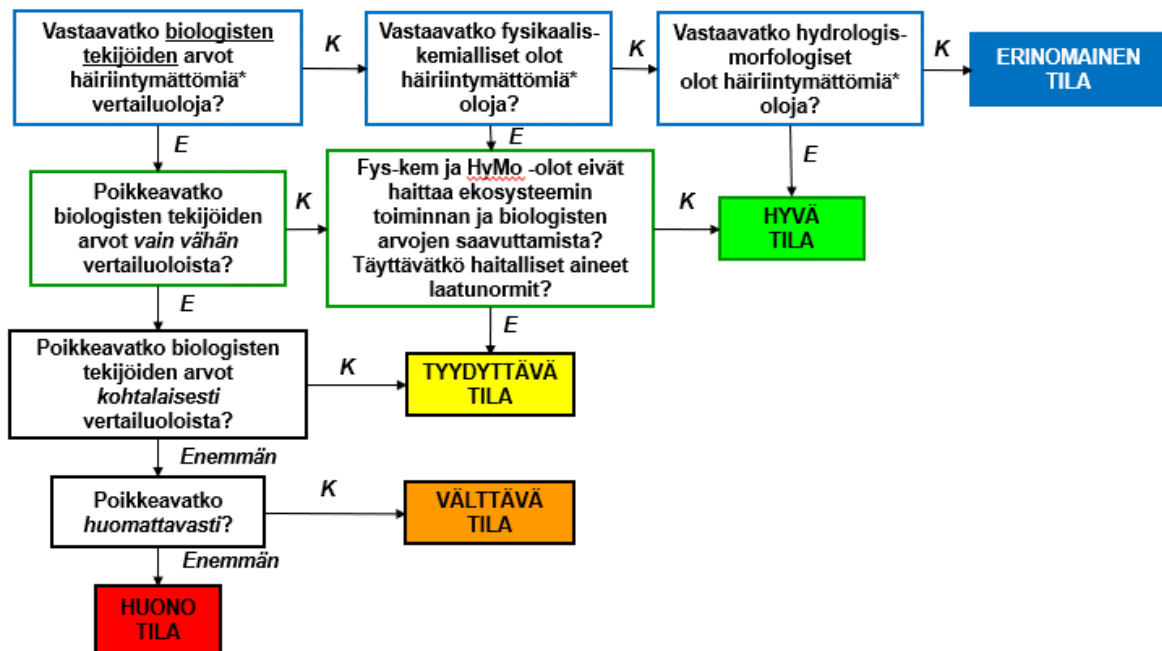 Vastaavatko biologisten
tekijöiden arvot
häiriintymättömiä*
vertailuoloja?
K
Vastaavatko fysikaalis-
kemialliset olot
häiriintymättömiä*
oloja?
K
Vastaavatko hydrologis-
morfologiset
olot häiriintymättömiä*
oloja?
K
ERINOMAINEN
TILA
E
E
E
Poikkeavatko
biologisten tekijöiden
arvot vain vähän
vertailuoloista?
K
Fys-kem ja HyMo -olot eivät
haittaa ekosysteemin
toiminnan ja biologisten
arvojen saavuttamista?
Täyttävätkö haitalliset aineet
laatunormit?
K
HYVÄ
TILA
E
E
Poikkeavatko biologisten
tekijöiden arvot
kohtalaisesti
vertailuoloista?
K
TYYDYTTÄVÄ
TILA
Enemmän
Poikkeavatko
huomattavasti?
K
VÄLTTÄVÄ
TILA
Enemmän
HUONO
TILA